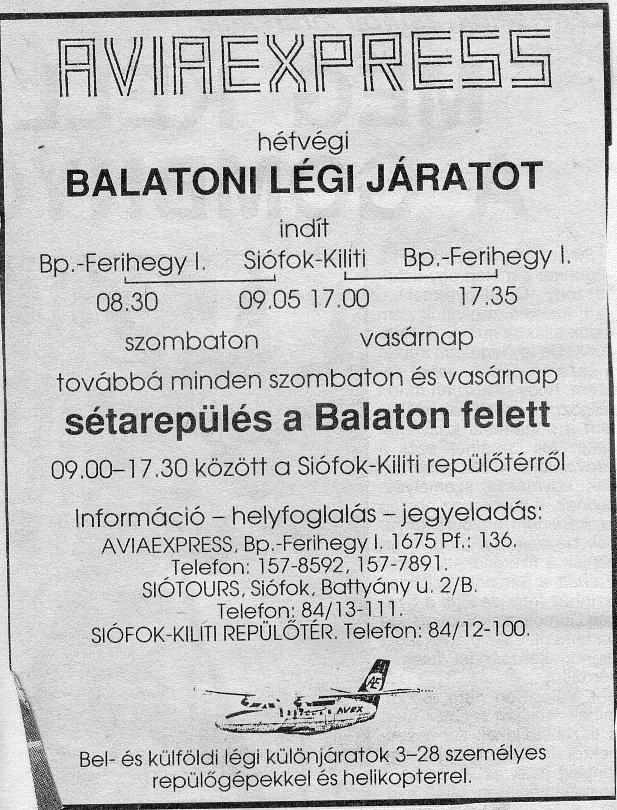 AVIAEXPRESS
hétvégi
BALATONI LÉGI JÁRATOT
indít
Bp.-Ferihegy I. Siófok-Kiliti Bp.-Ferihegy I.
08.30 09.05 17.00 17.35
szombaton vasárnap
továbbá minden szombaton és vasárnap
sétarepülés a Balaton felett
09.00–17.30 között a Siófok-Kiliti repülőtérről
Információ – helyfoglalás – jegyeladás:
AVIAEXPRESS, Bp.-Ferihegy I. 1675 Pf.: 136.
Telefon: 157-8592, 157-7891.
SIÓTOURS, Siófok, Battyány u. 2/B.
Telefon: 84/13-111.
SIÓFOK-KILITI REPÜLŐTÉR. Telefon: 84/12-100.
AE
AVEX
Bel- és külföldi légi különjáratok 3–28 személyes
repülőgépekkel és helikopterrel.